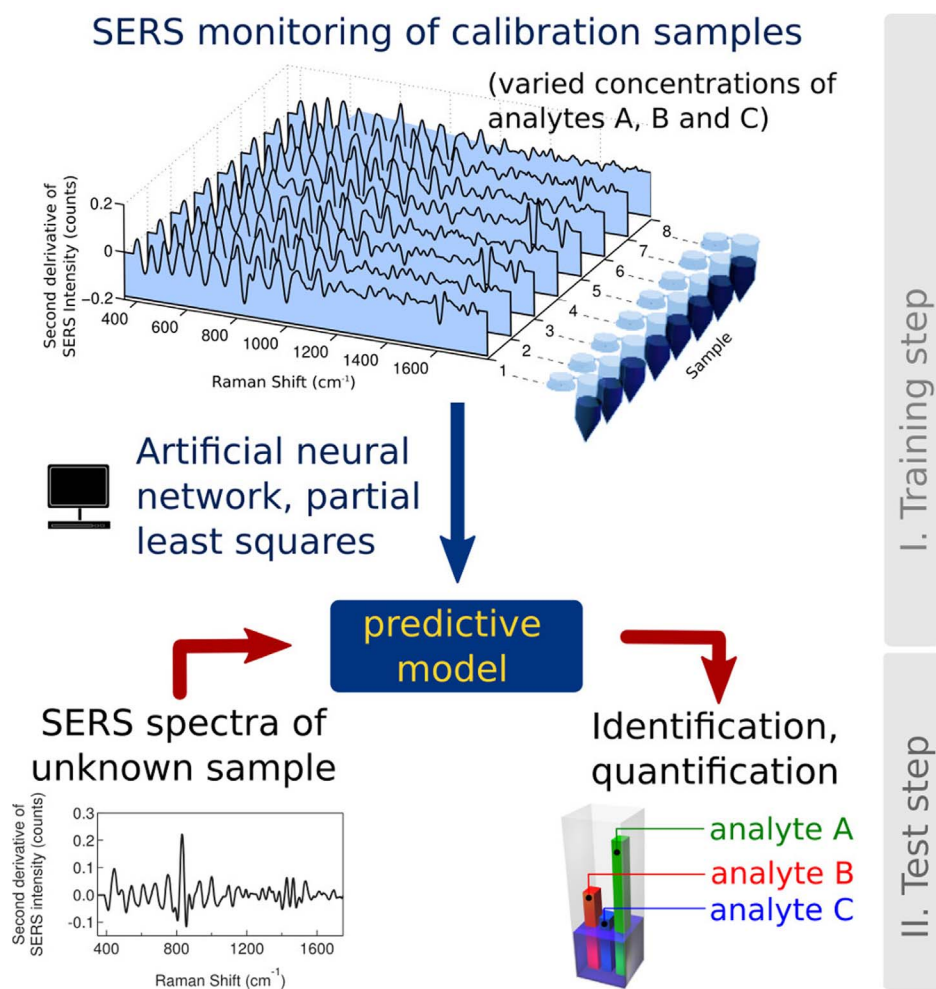 SERS monitoring of calibration samples
(varied concentrations of
analytes A, B and C)
Second delrivative of
SERS Intensity (counts)
0.2
0
−0.2
400
600
800
1000
1200
1400
1600
Raman Shift (cm-1)
1
2
3
4
5
6
7
8
Sample
I. Training step
Artificial neural
network, partial
least squares
predictive
model
SERS spectra of
unknown sample
Second derivative of
SERS intensity (counts)
0.3
0.2
0.1
0.0
-0.1
400
800
1200
1600
Raman Shift (cm-1)
Identification,
quantification
analyte A
analyte B
analyte C
II. Test step